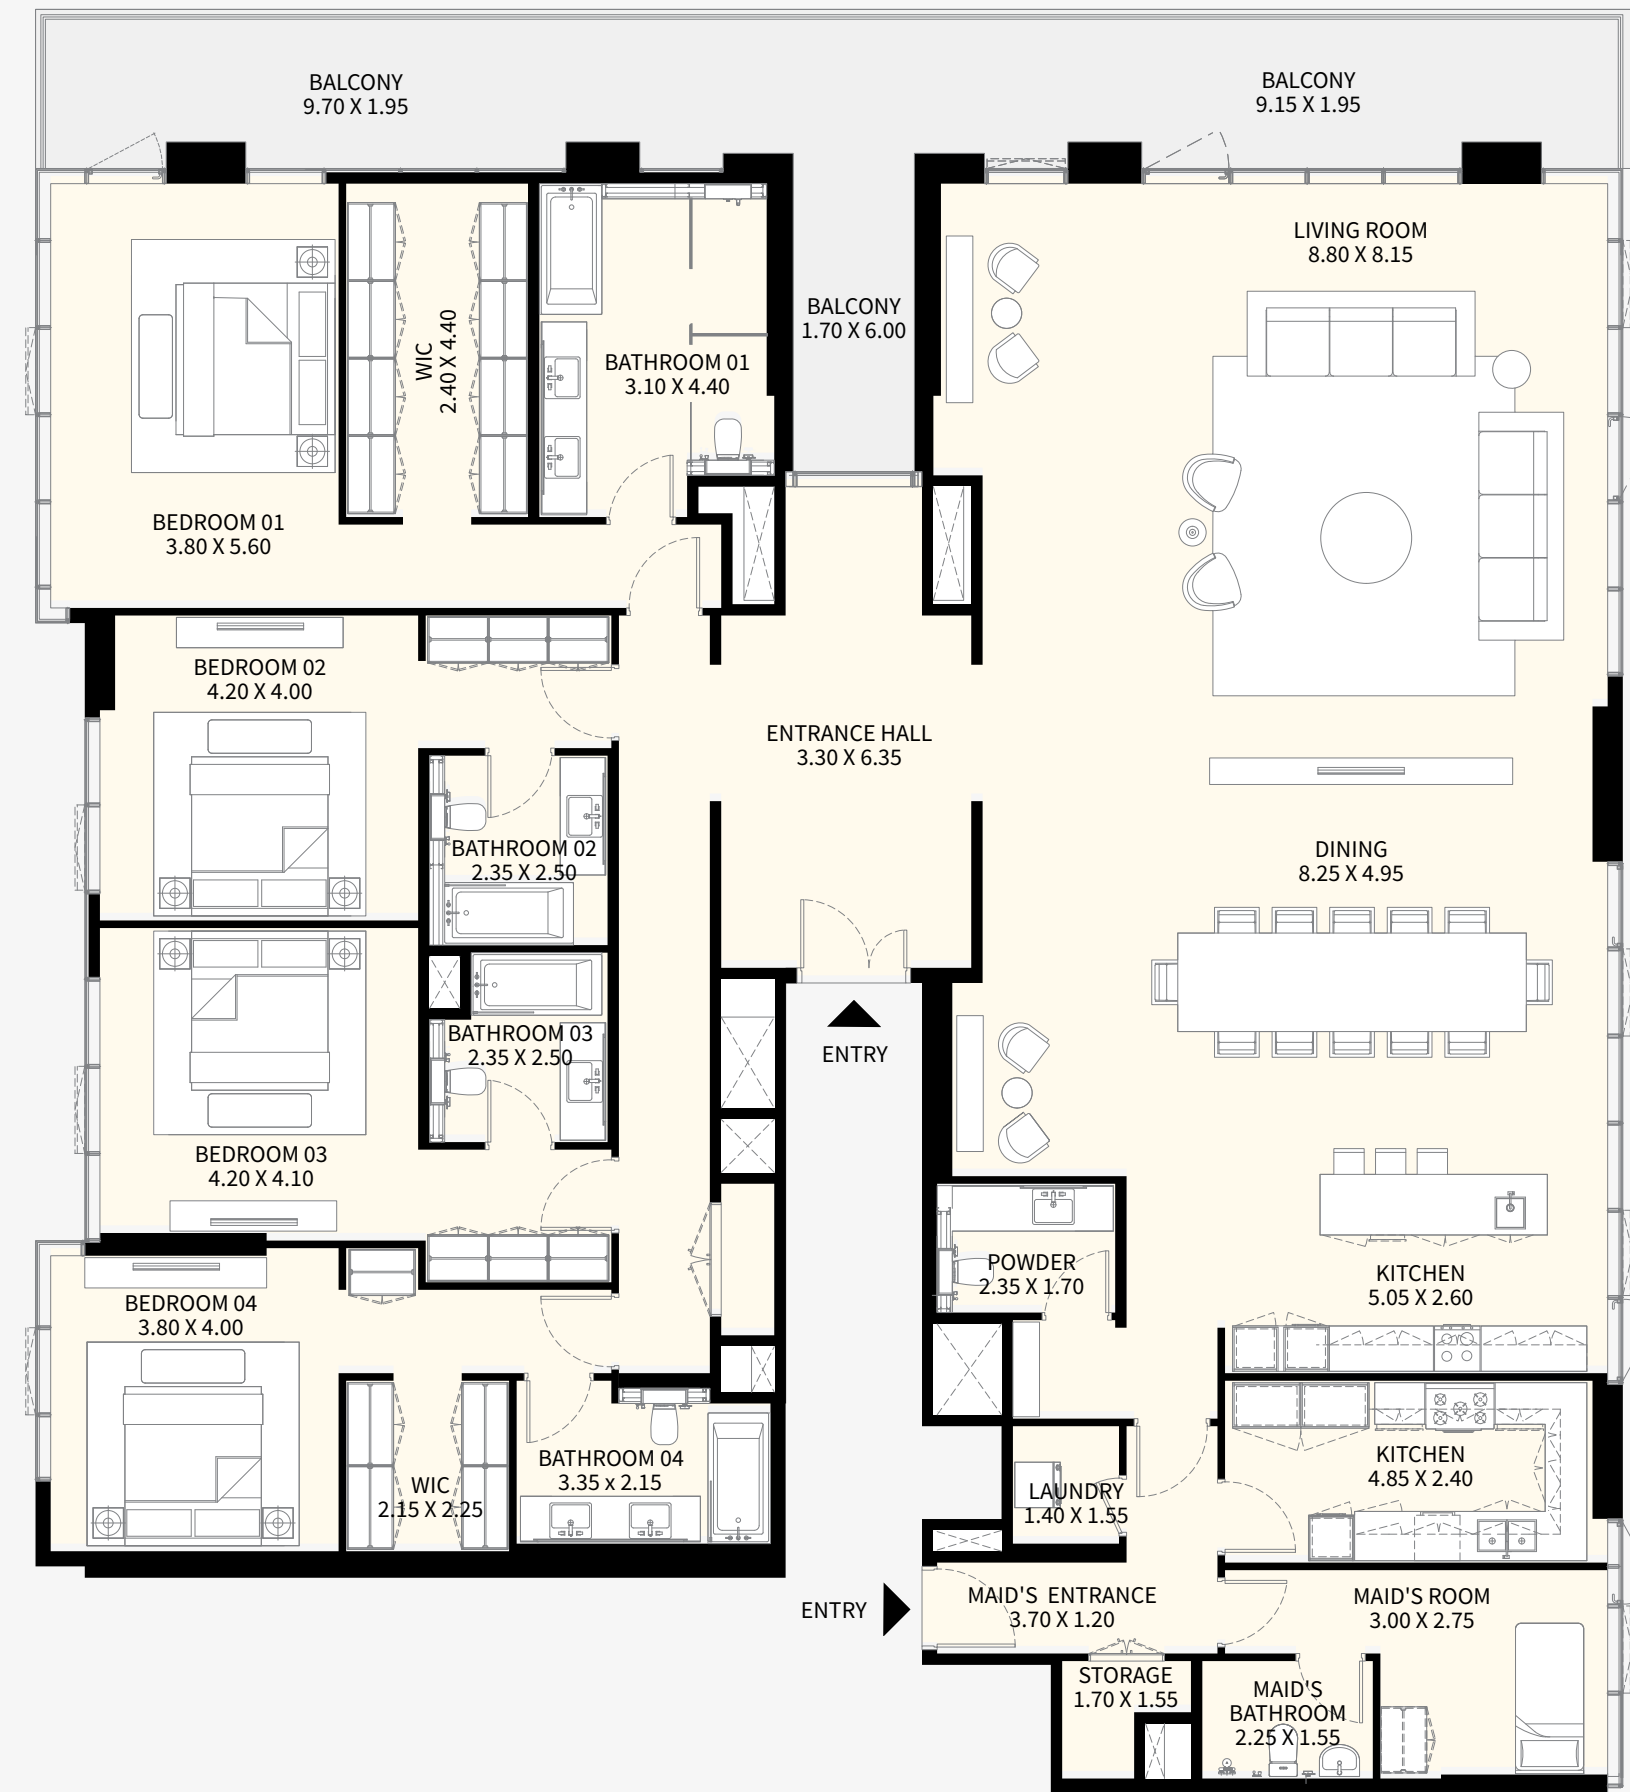 BALCONY
9.70 X 1.95
BALCONY
9.15 X 1.95
LIVING ROOM
8.80 X 8.15
BALCONY
1.70 X 6.00
WIC
2.40 X 4.40
BATHROOM 01
3.10 X 4.40
BEDROOM 01
3.80 X 5.60
BEDROOM 02
4.20 X 4.00
ENTRANCE HALL
3.30 X 6.35
BATHROOM 02
2.35 X 2.50
DINING
8.25 X 4.95
BATHROOM 03
2.35 X 2.50
ENTRY
BEDROOM 03
4.20 X 4.10
POWDER
2.35 X 1.70
KITCHEN
5.05 X 2.60
BEDROOM 04
3.80 X 4.00
BATHROOM 04
3.35 x 2.15
WIC
2.15 X 2.25
KITCHEN
4.85 X 2.40
LAUNDRY
1.40 X 1.55
ENTRY
MAID'S  ENTRANCE
3.70 X 1.20
MAID'S ROOM
3.00 X 2.75
STORAGE
1.70 X 1.55
MAID'S
BATHROOM
2.25 X 1.55